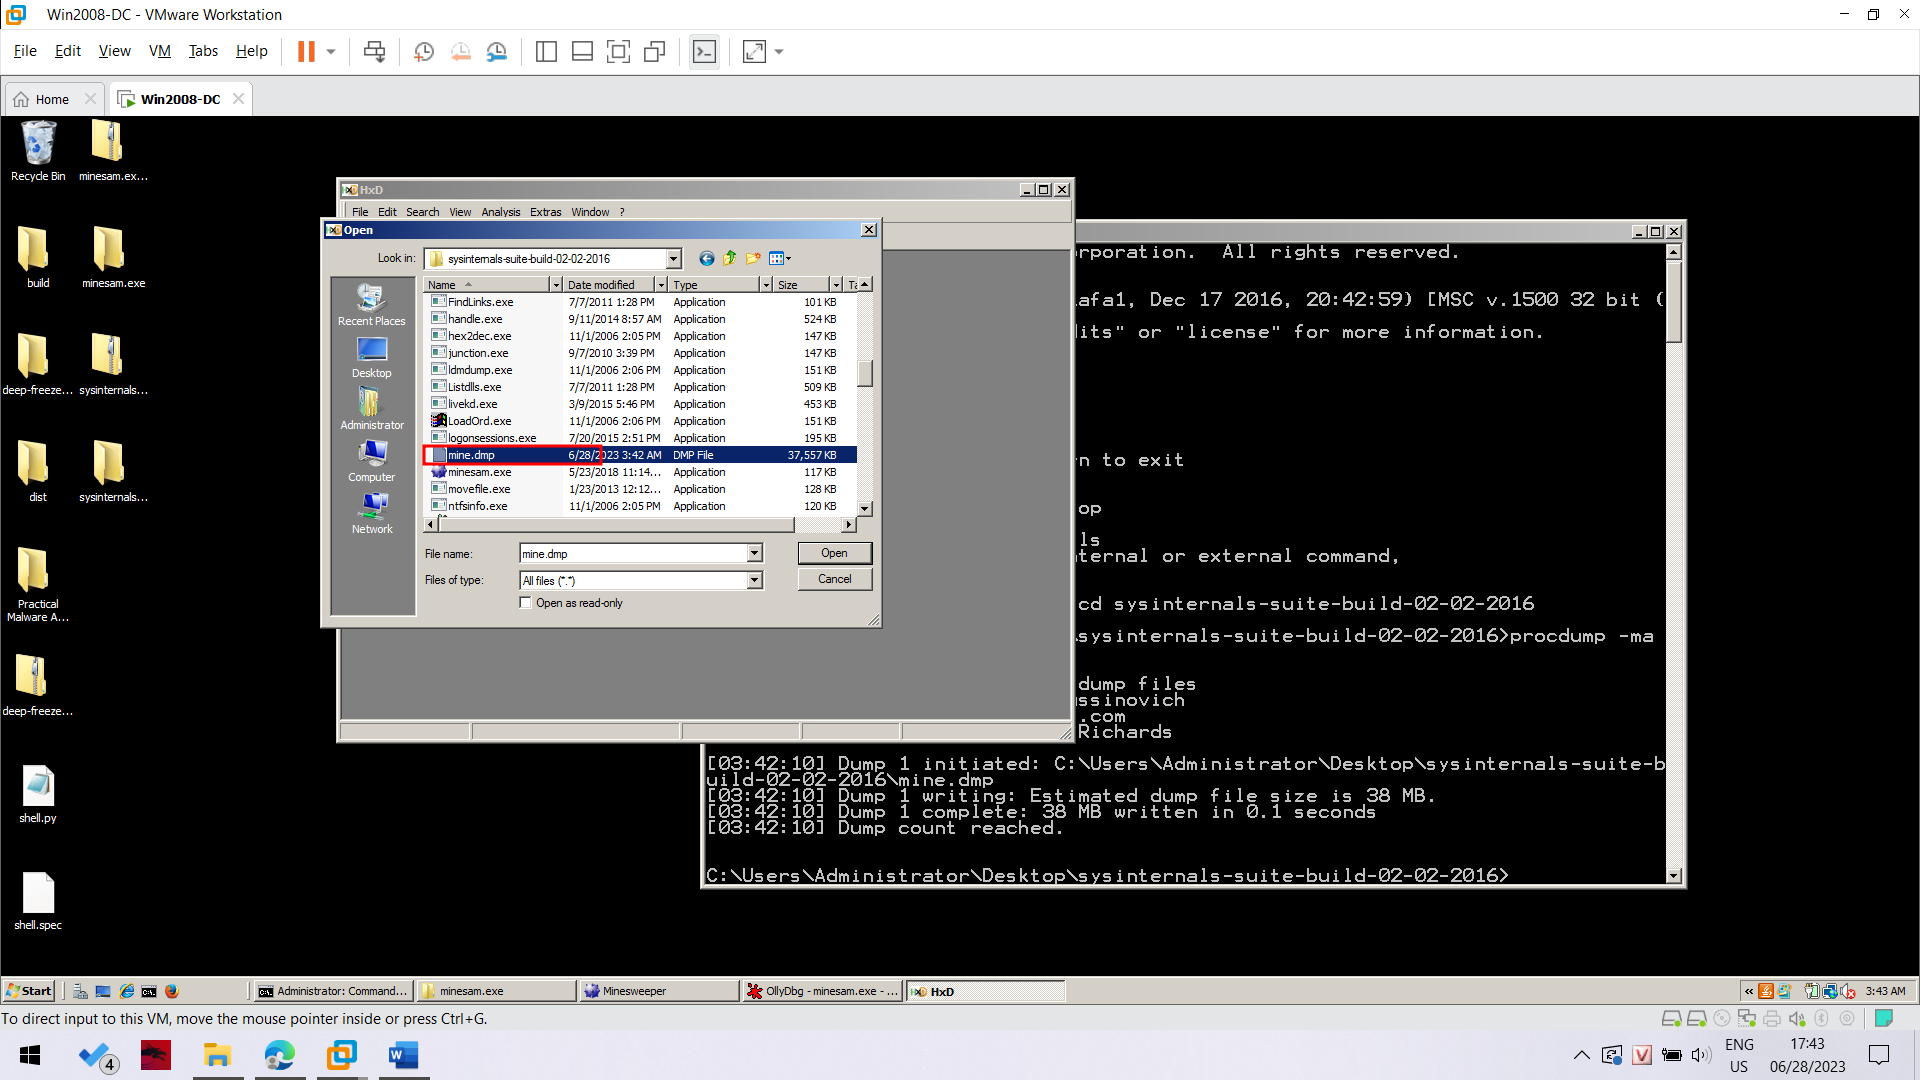 Win2008-DC - VMware Workstation
File Edit View VM Tabs Help
Home
Win2008-DC
Recycle Bin
minesam.ex...
build
minesam.exe
deep-freeze...
sysinternals...
dist
sysinternals...
Practical
Malware A...
deep-freeze...
shell.py
shell.spec
HxD
File Edit Search View Analysis Extras Window ?
Open
Look in: sysinternals-suite-build-02-02-2016
Recent Places
Desktop
Administrator
Computer
Network
Name Date modified Type Size Ta
FindLinks.exe 7/7/2011 1:28 PM Application 101 KB
handle.exe 9/11/2014 8:57 AM Application 524 KB
hex2dec.exe 11/1/2006 2:05 PM Application 147 KB
junction.exe 9/7/2010 3:39 PM Application 147 KB
ldmdump.exe 11/1/2006 2:06 PM Application 151 KB
Listdlls.exe 7/7/2011 1:28 PM Application 509 KB
livekd.exe 3/9/2015 5:46 PM Application 453 KB
LoadOrd.exe 11/1/2006 2:06 PM Application 151 KB
logonsessions.exe 7/20/2015 2:51 PM Application 195 KB
mine.dmp 6/28/2023 3:42 AM DMP File 37,557 KB
minesam.exe 5/23/2018 11:14... Application 117 KB
movefile.exe 1/23/2013 12:12... Application 128 KB
ntfsinfo.exe 11/1/2006 2:05 PM Application 120 KB
File name: mine.dmp
Open
Files of type: All files (*.*)
Cancel
Open as read-only
rporation. All rights reserved.
afa1, Dec 17 2016, 20:42:59) [MSC v.1500 32 bit (
dits" or "license" for more information.
n to exit
op
ls
ternal or external command,
cd sysinternals-suite-build-02-02-2016
\sysinternals-suite-build-02-02-2016>procdump -ma
dump files
ussinovich
.com
Richards
[03:42:10] Dump 1 initiated: C:\Users\Administrator\Desktop\sysinternals-suite-b
uild-02-02-2016\mine.dmp
[03:42:10] Dump 1 writing: Estimated dump file size is 38 MB.
[03:42:10] Dump 1 complete: 38 MB written in 0.1 seconds
[03:42:10] Dump count reached.
C:\Users\Administrator\Desktop\sysinternals-suite-build-02-02-2016>
Start
Administrator: Command...
minesam.exe
Minesweeper
OllyDbg - minesam.exe - ...
HxD
3:43 AM
To direct input to this VM, move the mouse pointer inside or press Ctrl+G.
4
ENG
US
17:43
06/28/2023